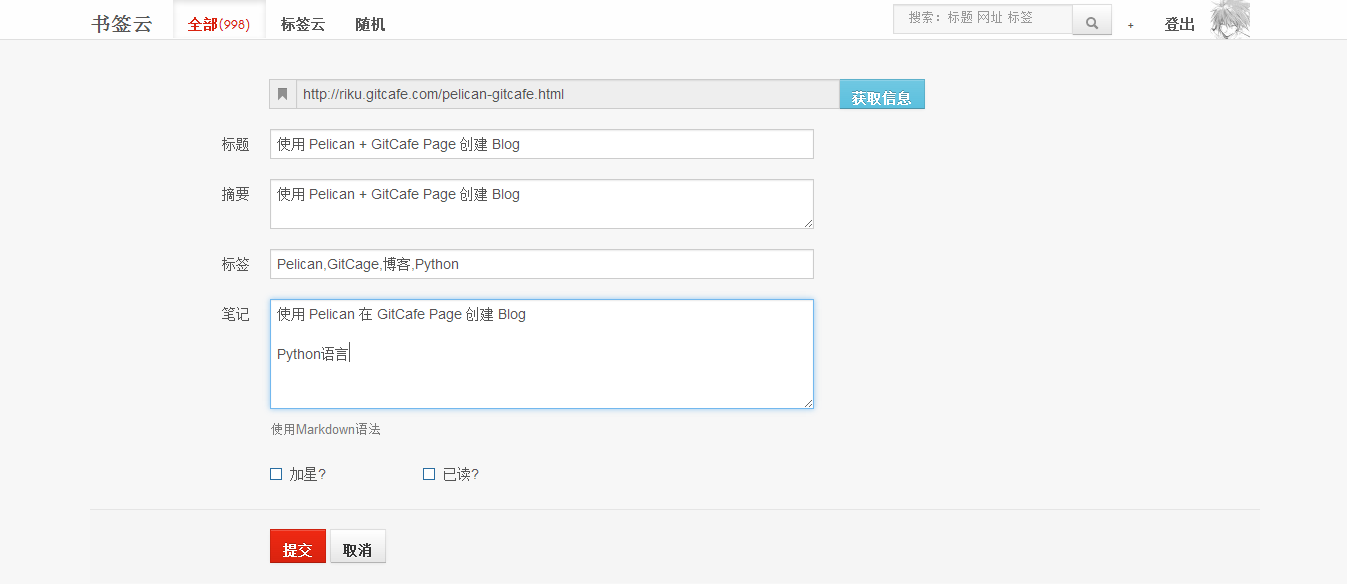 书签云 全部(998) 标签云 随机 搜索：标题 网址 标签 + 登出
http://riku.gitcafe.com/pelican-gitcafe.html 获取信息
标题 使用 Pelican + GitCafe Page 创建 Blog
摘要 使用 Pelican + GitCafe Page 创建 Blog
标签 Pelican,GitCage,博客,Python
笔记 使用 Pelican 在 GitCafe Page 创建 Blog
Python语言
使用Markdown语法
加星? 已读?
提交 取消